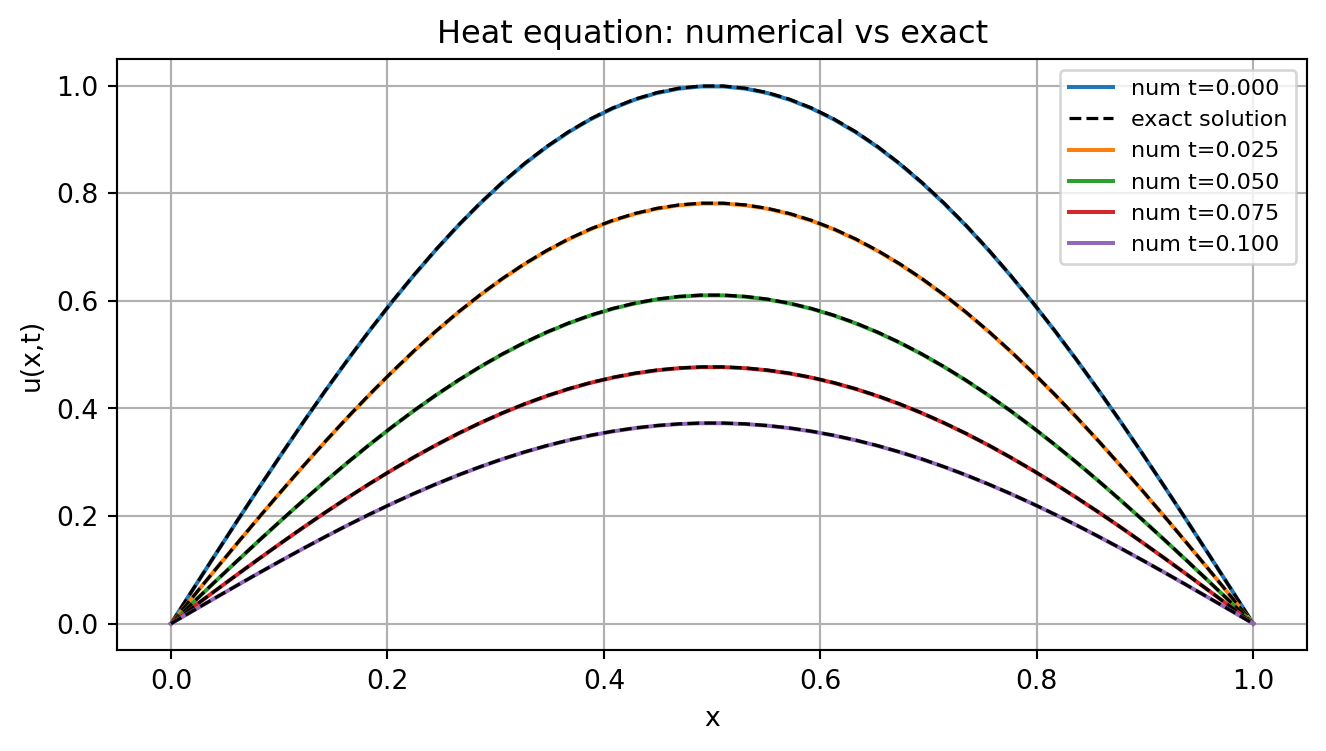 Heat equation: numerical vs exact
num t=0.000
exact solution
num t=0.025
num t=0.050
num t=0.075
num t=0.100
u(x,t)
1.0
0.8
0.6
0.4
0.2
0.0
0.0 0.2 0.4 0.6 0.8 1.0
x